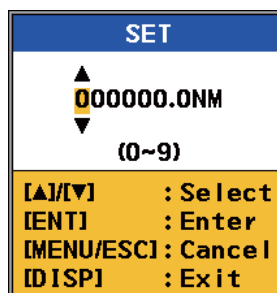 SET
▲
000000.0NM
▼
(0~9)
[▲]/[▼] :Select
[ENT] :Enter
[MENU/ESC]:Cancel
[DISP] :Exit